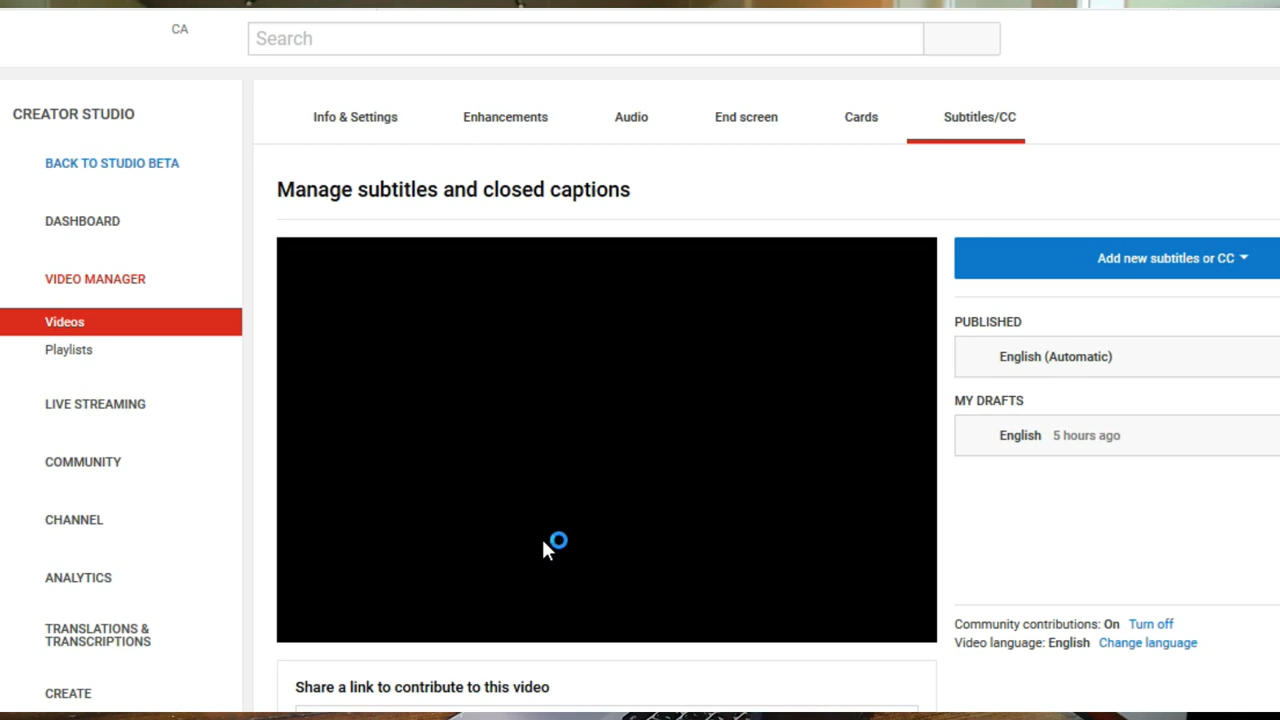 CA
Search
CREATOR STUDIO
BACK TO STUDIO BETA
DASHBOARD
VIDEO MANAGER
Videos
Playlists
LIVE STREAMING
COMMUNITY
CHANNEL
ANALYTICS
TRANSLATIONS &
TRANSCRIPTIONS
CREATE
Info & Settings Enhancements Audio End screen Cards Subtitles/CC
Manage subtitles and closed captions
Add new subtitles or CC
PUBLISHED
English (Automatic)
MY DRAFTS
English 5 hours ago
Community contributions: On Turn off
Video language: English Change language
Share a link to contribute to this video